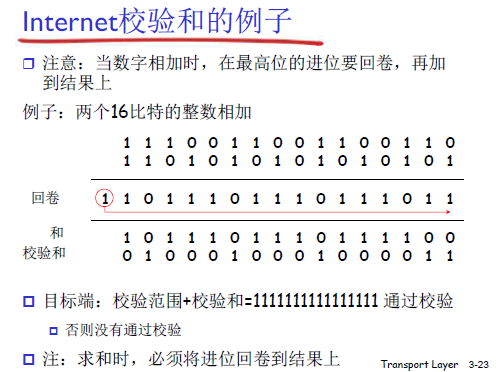 Internet校验和的例子
注意：当数字相加时，在最高位的进位要回卷，再加
到结果上
例子：两个16比特的整数相加
1 1 1 0 0 1 1 0 0 1 1 0 0 1 1 0
1 1 0 1 0 1 0 1 0 1 0 1 0 1 0 1
回卷 1 1 0 1 1 1 0 1 1 1 0 1 1 1 0 1 1
和 1 0 1 1 1 0 1 1 1 0 1 1 1 1 0 0
校验和 0 1 0 0 0 1 0 0 0 1 0 0 0 0 1 1
目标端：校验范围+校验和=1111111111111111 通过校验
否则没有通过校验
注：求和时，必须将进位回卷到结果上
Transport Layer 3-23